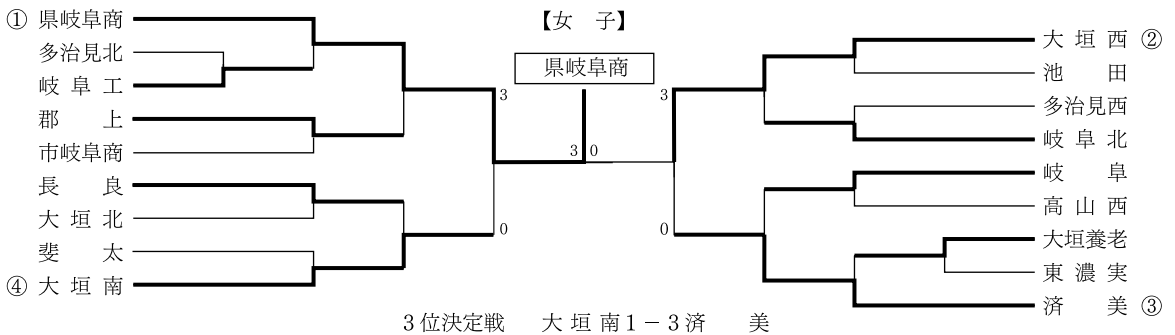 【女　子】
① 県岐阜商
多治見北
岐阜工
郡　上
市岐阜商
長　良
大垣北
斐　太
④ 大垣南
県岐阜商
3
3
3 0
0
0
大垣西 ②
池　田
多治見西
岐阜北
岐　阜
高山西
大垣養老
東濃実
済　美 ③
３位決定戦　大垣南１－３済　美